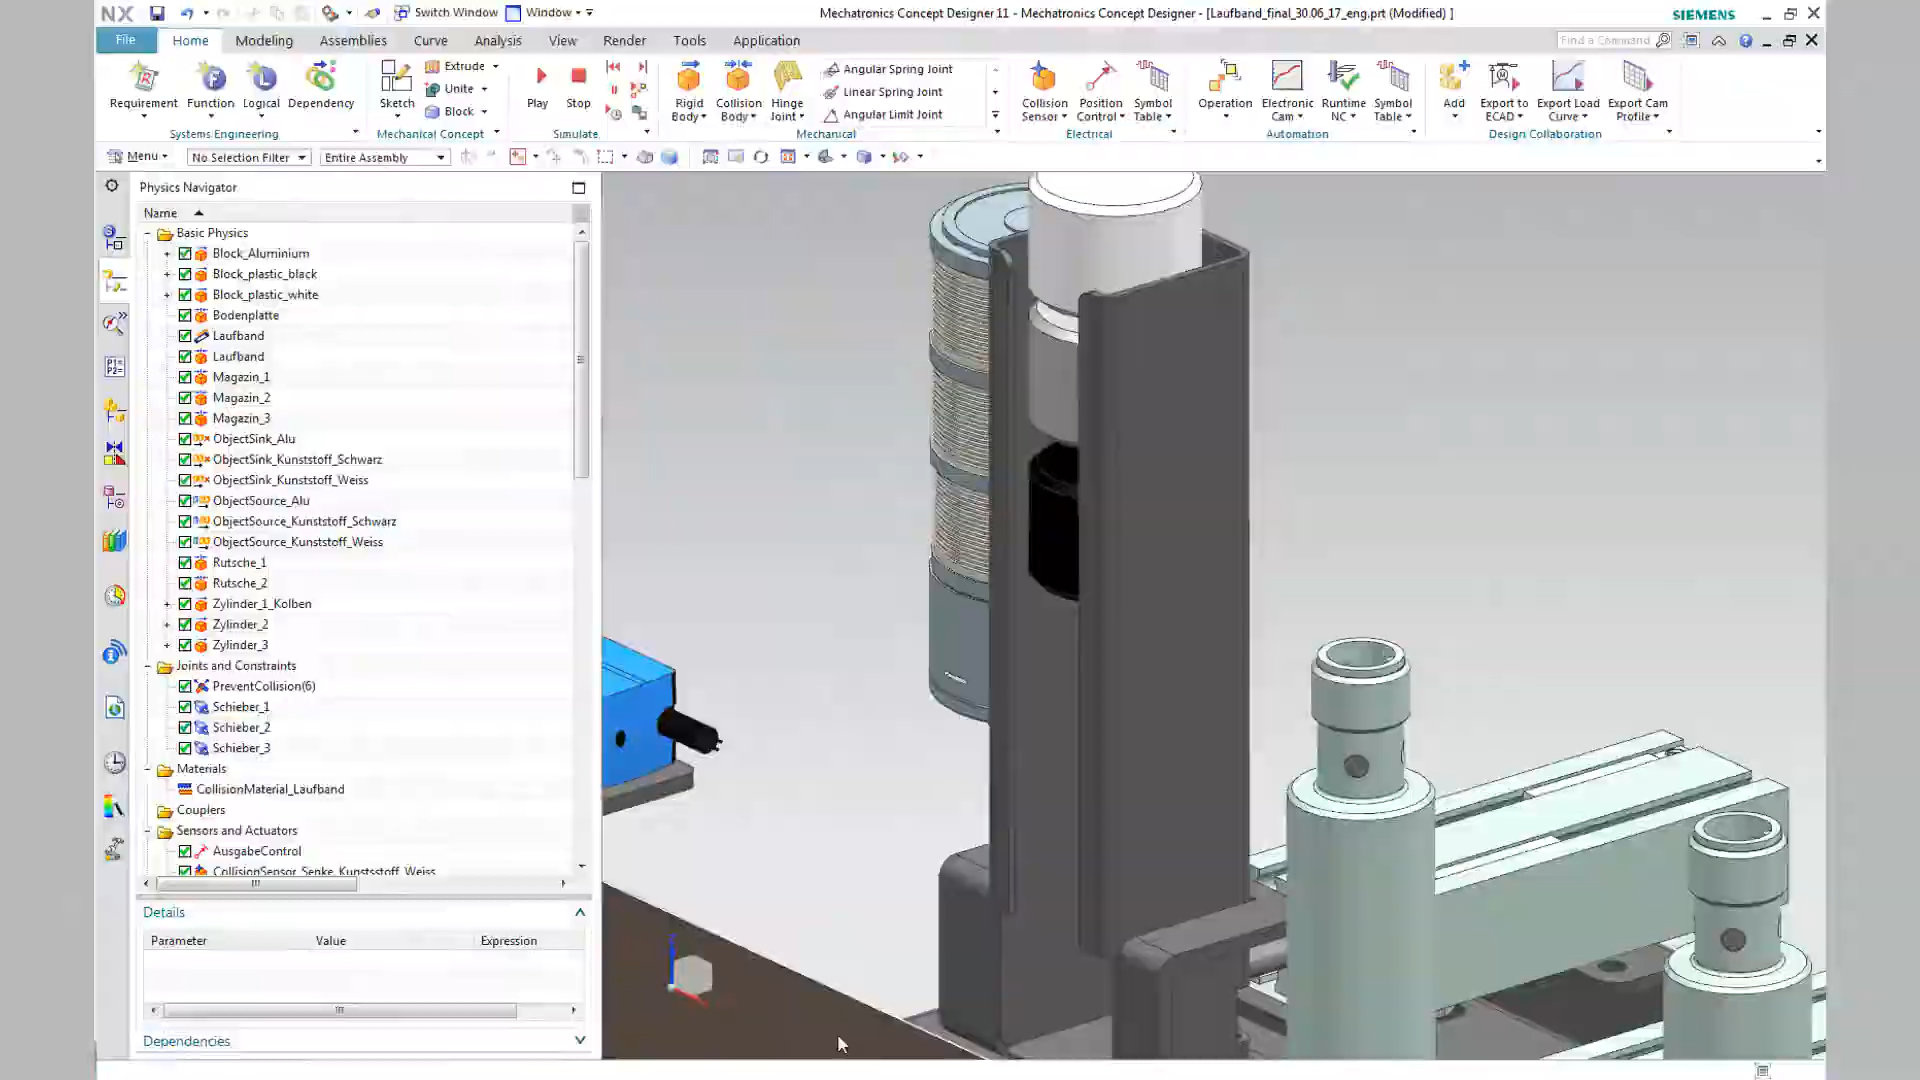 NX
Switch Window
Window
Mechatronics Concept Designer 11 - Mechatronics Concept Designer - [Laufband_final_30.06_17_eng.prt (Modified) ]
SIEMENS
File
Home
Modeling
Assemblies
Curve
Analysis
View
Render
Tools
Application
Find a Command
Requirement
Function
Logical
Dependency
Systems Engineering
Sketch
Extrude
Unite
Block
Mechanical Concept
Play
Stop
Simulate
Rigid Body
Collision Body
Hinge Joint
Angular Spring Joint
Linear Spring Joint
Angular Limit Joint
Mechanical
Collision Sensor
Position Control
Symbol Table
Electrical
Operation
Electronic Cam
Runtime NC
Symbol Table
Automation
Add
Export to ECAD
Export Load Curve
Export Cam Profile
Design Collaboration
Menu
No Selection Filter
Entire Assembly
Physics Navigator
Name
Basic Physics
Block_Aluminium
Block_plastic_black
Block_plastic_white
Bodenplatte
Laufband
Laufband
Magazin_1
Magazin_2
Magazin_3
ObjectSink_Alu
ObjectSink_Kunststoff_Schwarz
ObjectSink_Kunststoff_Weiss
ObjectSource_Alu
ObjectSource_Kunststoff_Schwarz
ObjectSource_Kunststoff_Weiss
Rutsche_1
Rutsche_2
Zylinder_1_Kolben
Zylinder_2
Zylinder_3
Joints and Constraints
PreventCollision(6)
Schieber_1
Schieber_2
Schieber_3
Materials
CollisionMaterial_Laufband
Couplers
Sensors and Actuators
AusgabeControl
CollisionSensor_Senke_Kunstsstoff_Weiss
Details
Parameter
Value
Expression
Dependencies